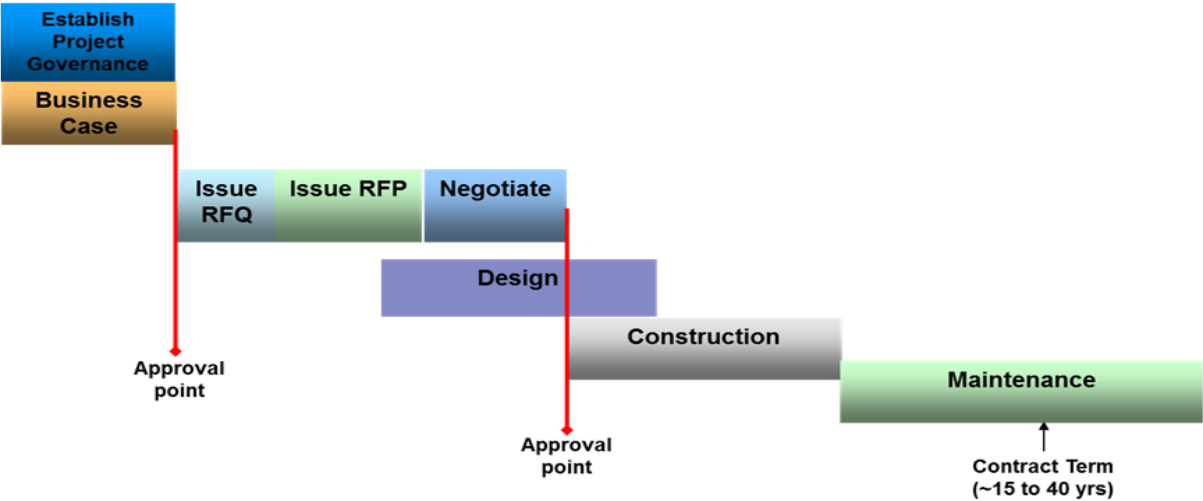 Establish
Project
Governance
Business
Case
Issue
RFQ
Issue RFP
Negotiate
Design
Construction
Approval
point
Maintenance
Approval
point
Contract Term
(~15 to 40 yrs)